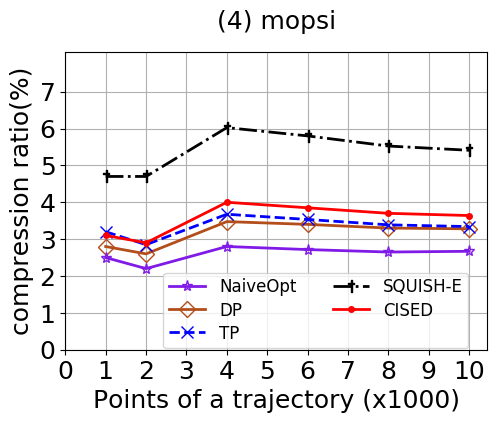 (4) mopsi
compression ratio(%)
7
6
5
4
3
2
1
0
NaiveOpt
DP
TP
SQUISH-E
CISED
0 1 2 3 4 5 6 7 8 9 10
Points of a trajectory (x1000)